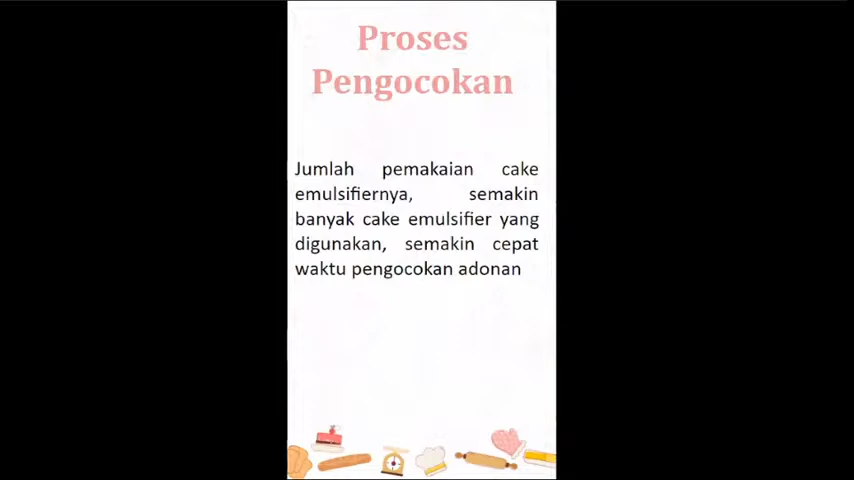 Proses
Pengocokan
Jumlah pemakaian cake
emulsifiernya, semakin
banyak cake emulsifier yang
digunakan, semakin cepat
waktu pengocokan adonan